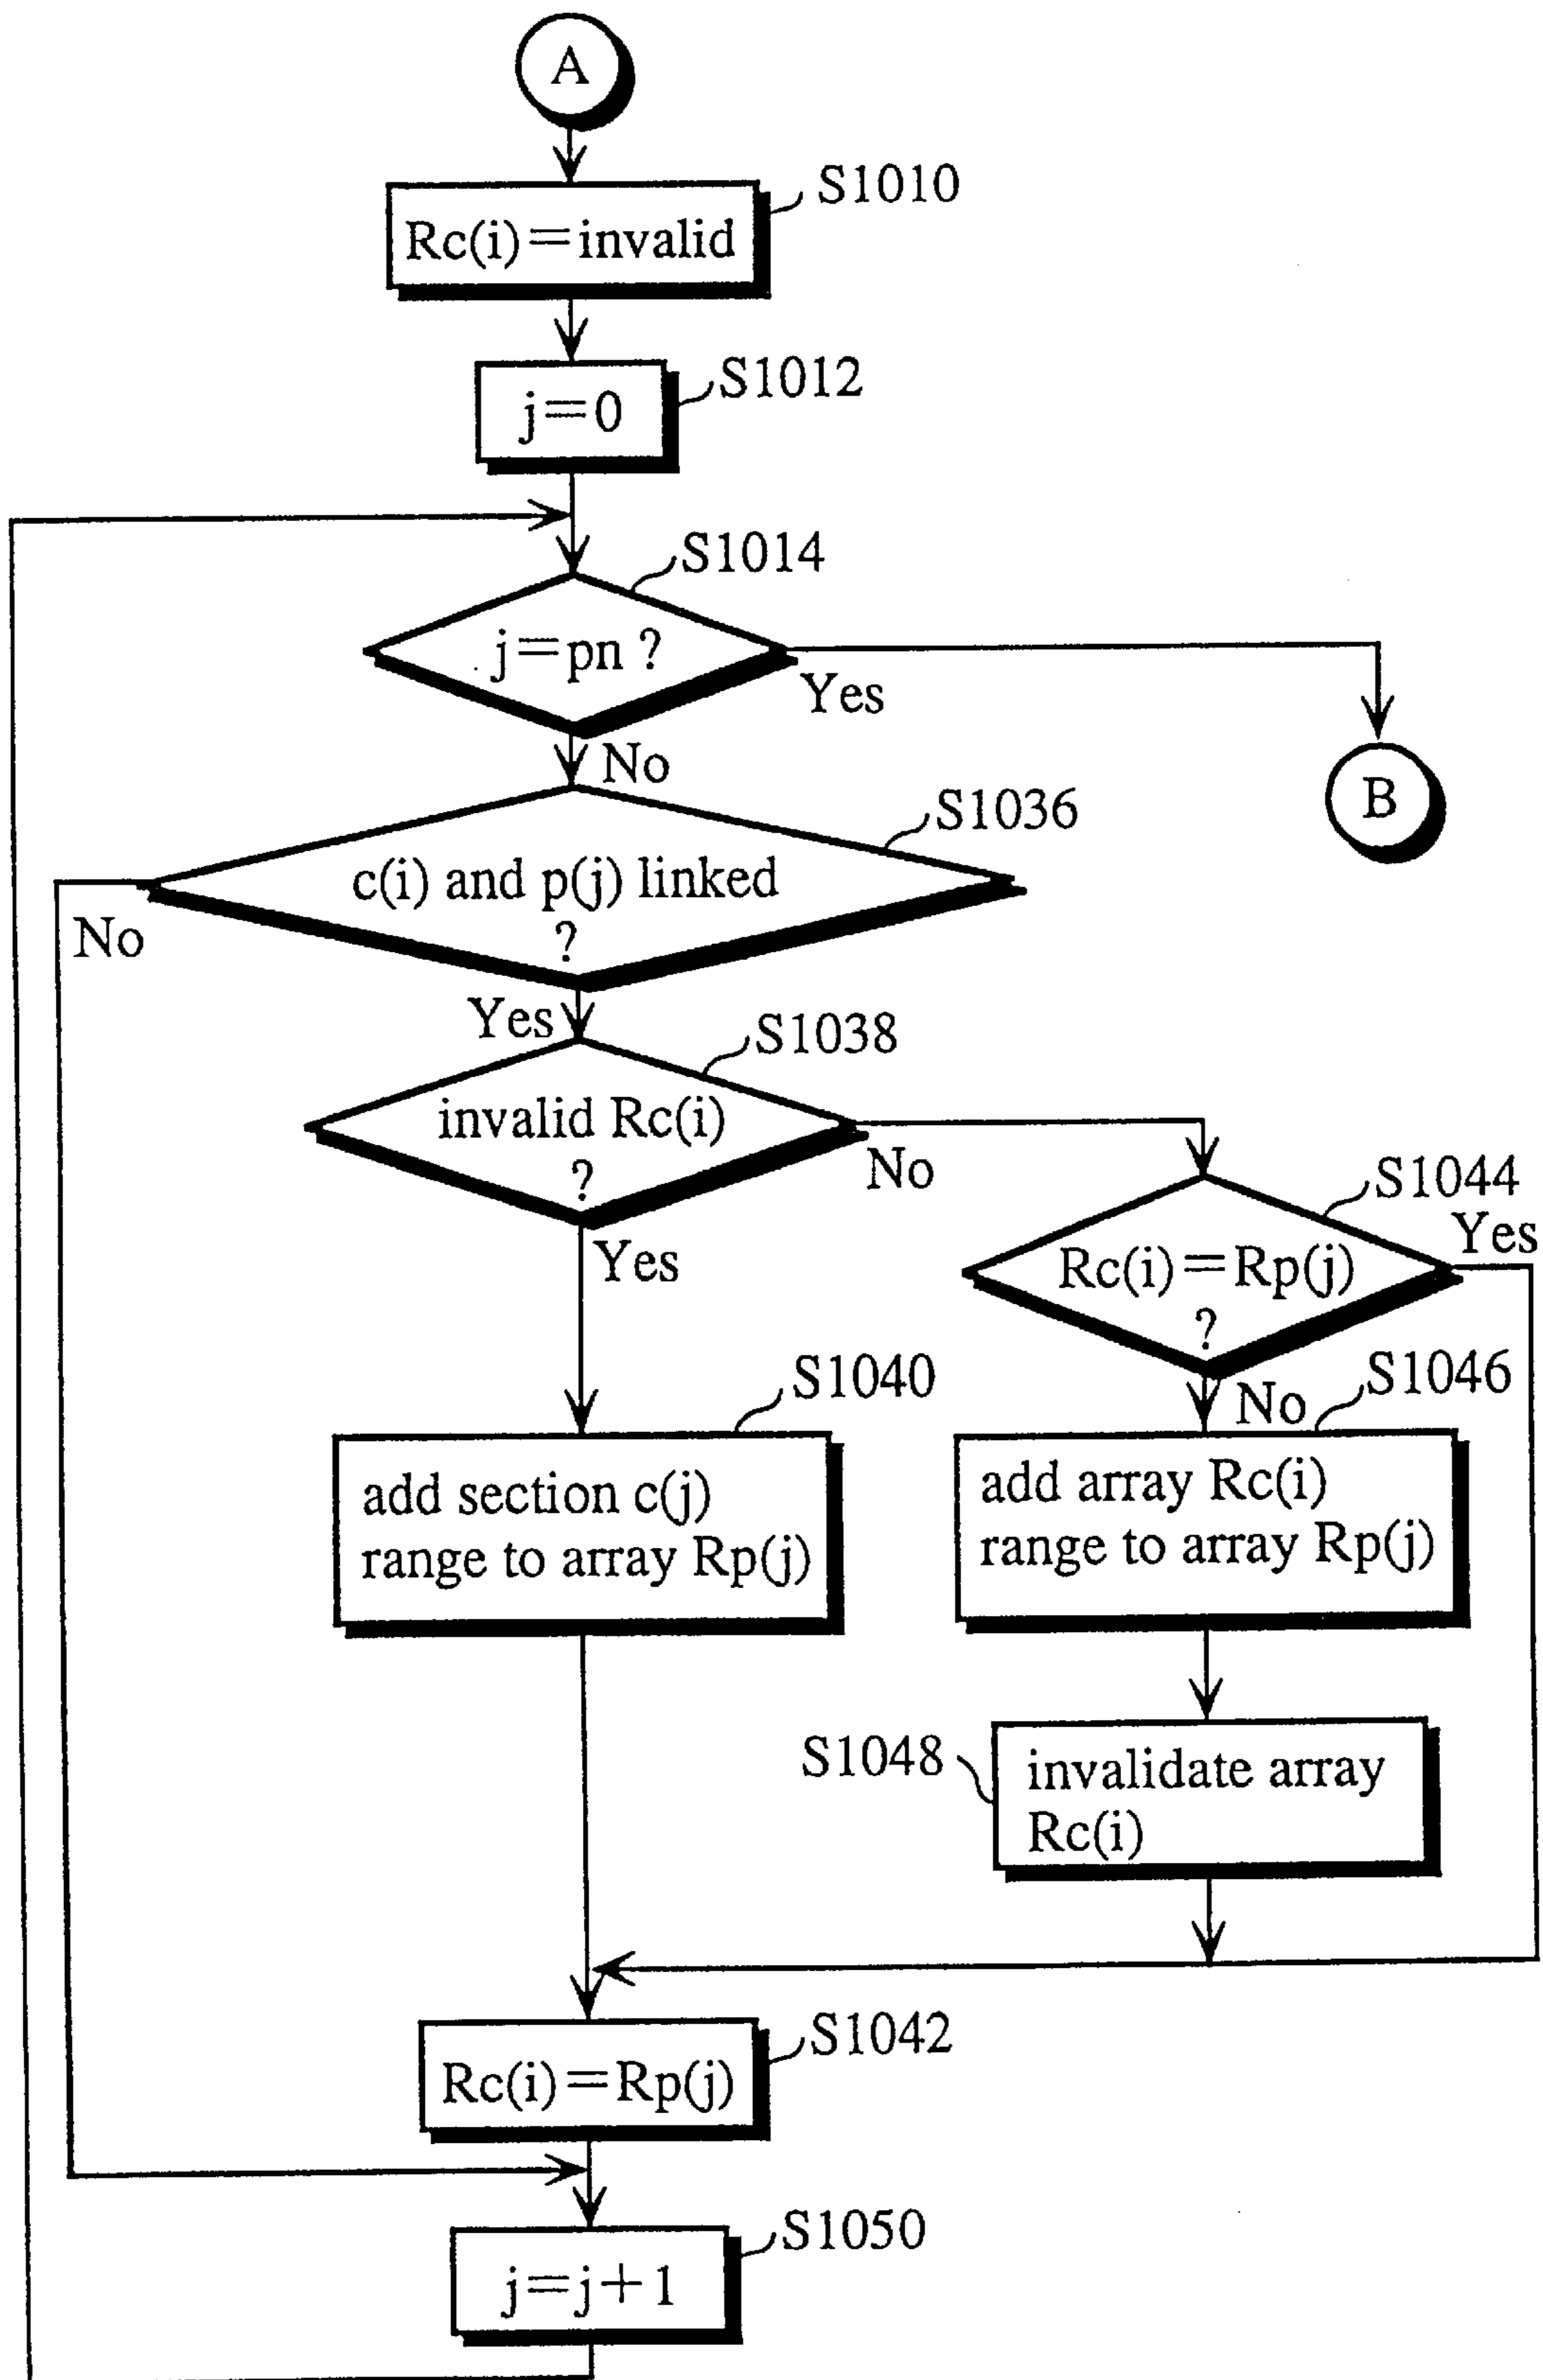 A
S1010
Rc(i)=invalid
S1012
j=0
S1014
j=pn ?
Yes
No
B
S1036
c(i) and p(j) linked
?
No
Yes
S1038
invalid Rc(i)
?
No
Yes
S1044
Yes
Rc(i)=Rp(j)
?
No
S1040
add section c(j)
range to array Rp(j)
S1046
add array Rc(i)
range to array Rp(j)
S1048
invalidate array
Rc(i)
S1042
Rc(i)=Rp(j)
S1050
j=j+1